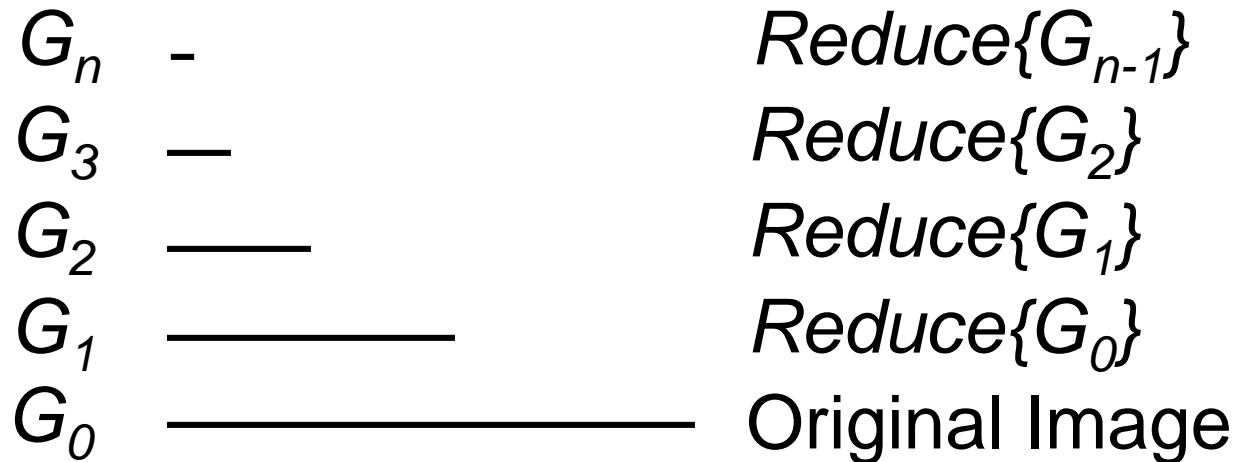 Gₙ Reduce{Gₙ₋₁}
G₃ Reduce{G₂}
G₂ Reduce{G₁}
G₁ Reduce{G₀}
G₀ Original Image